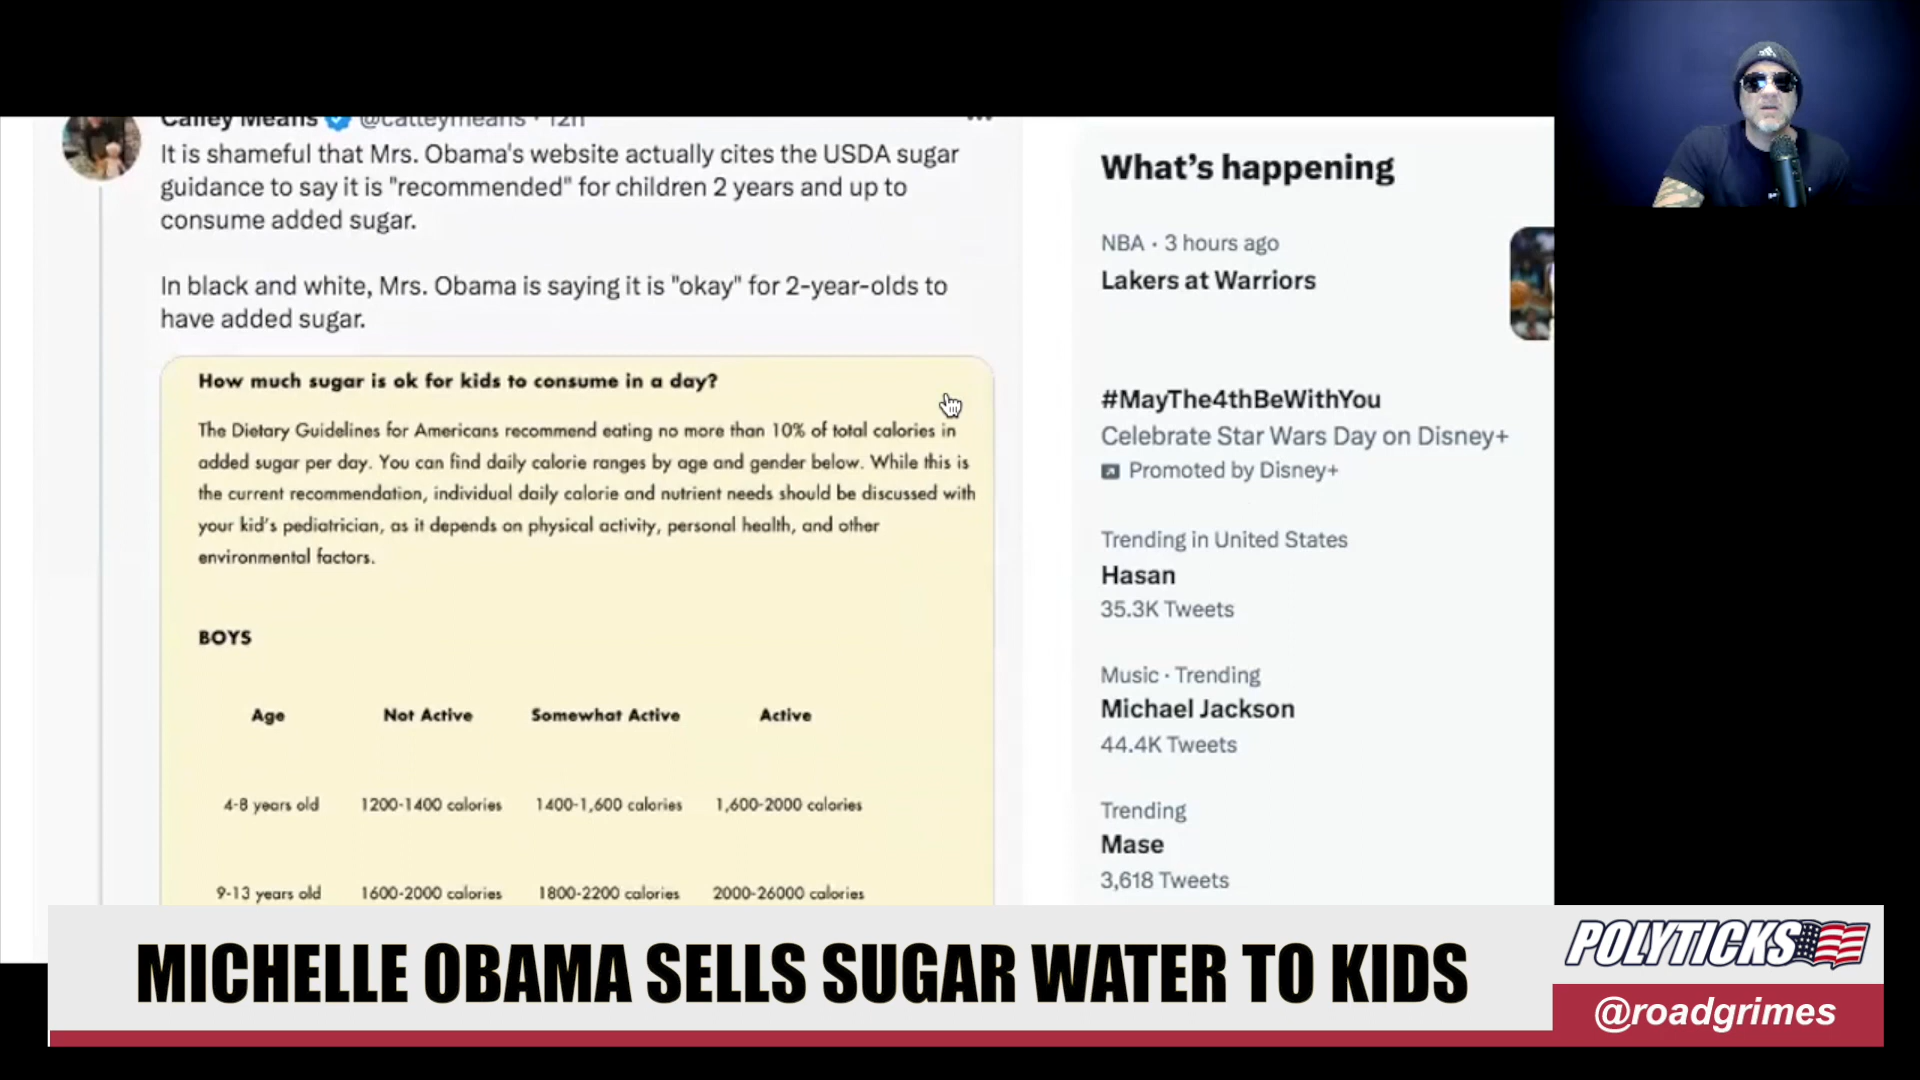 Calley Means @calleymeans · 12h
It is shameful that Mrs. Obama's website actually cites the USDA sugar
guidance to say it is "recommended" for children 2 years and up to
consume added sugar.
In black and white, Mrs. Obama is saying it is "okay" for 2-year-olds to
have added sugar.
How much sugar is ok for kids to consume in a day?
The Dietary Guidelines for Americans recommend eating no more than 10% of total calories in
added sugar per day. You can find daily calorie ranges by age and gender below. While this is
the current recommendation, individual daily calorie and nutrient needs should be discussed with
your kid's pediatrician, as it depends on physical activity, personal health, and other
environmental factors.
BOYS
Age Not Active Somewhat Active Active
4-8 years old 1200-1400 calories 1400-1,600 calories 1,600-2000 calories
9-13 years old 1600-2000 calories 1800-2200 calories 2000-26000 calories
What's happening
NBA · 3 hours ago
Lakers at Warriors
#MayThe4thBeWithYou
Celebrate Star Wars Day on Disney+
Promoted by Disney+
Trending in United States
Hasan
35.3K Tweets
Music · Trending
Michael Jackson
44.4K Tweets
Trending
Mase
3,618 Tweets
MICHELLE OBAMA SELLS SUGAR WATER TO KIDS
POLYTICKS
@roadgrimes